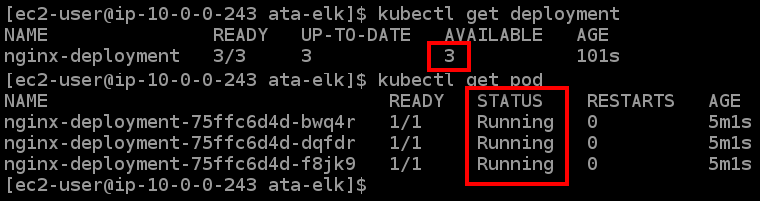 [ec2-user@ip-10-0-0-243 ata-elk]$ kubectl get deployment
NAME               READY   UP-TO-DATE   AVAILABLE   AGE
nginx-deployment   3/3     3            3           101s
[ec2-user@ip-10-0-0-243 ata-elk]$ kubectl get pod
NAME                                READY   STATUS    RESTARTS   AGE
nginx-deployment-75ffc6d4d-bwq4r   1/1     Running   0          5m1s
nginx-deployment-75ffc6d4d-dqfdr   1/1     Running   0          5m1s
nginx-deployment-75ffc6d4d-f8jk9   1/1     Running   0          5m1s
[ec2-user@ip-10-0-0-243 ata-elk]$